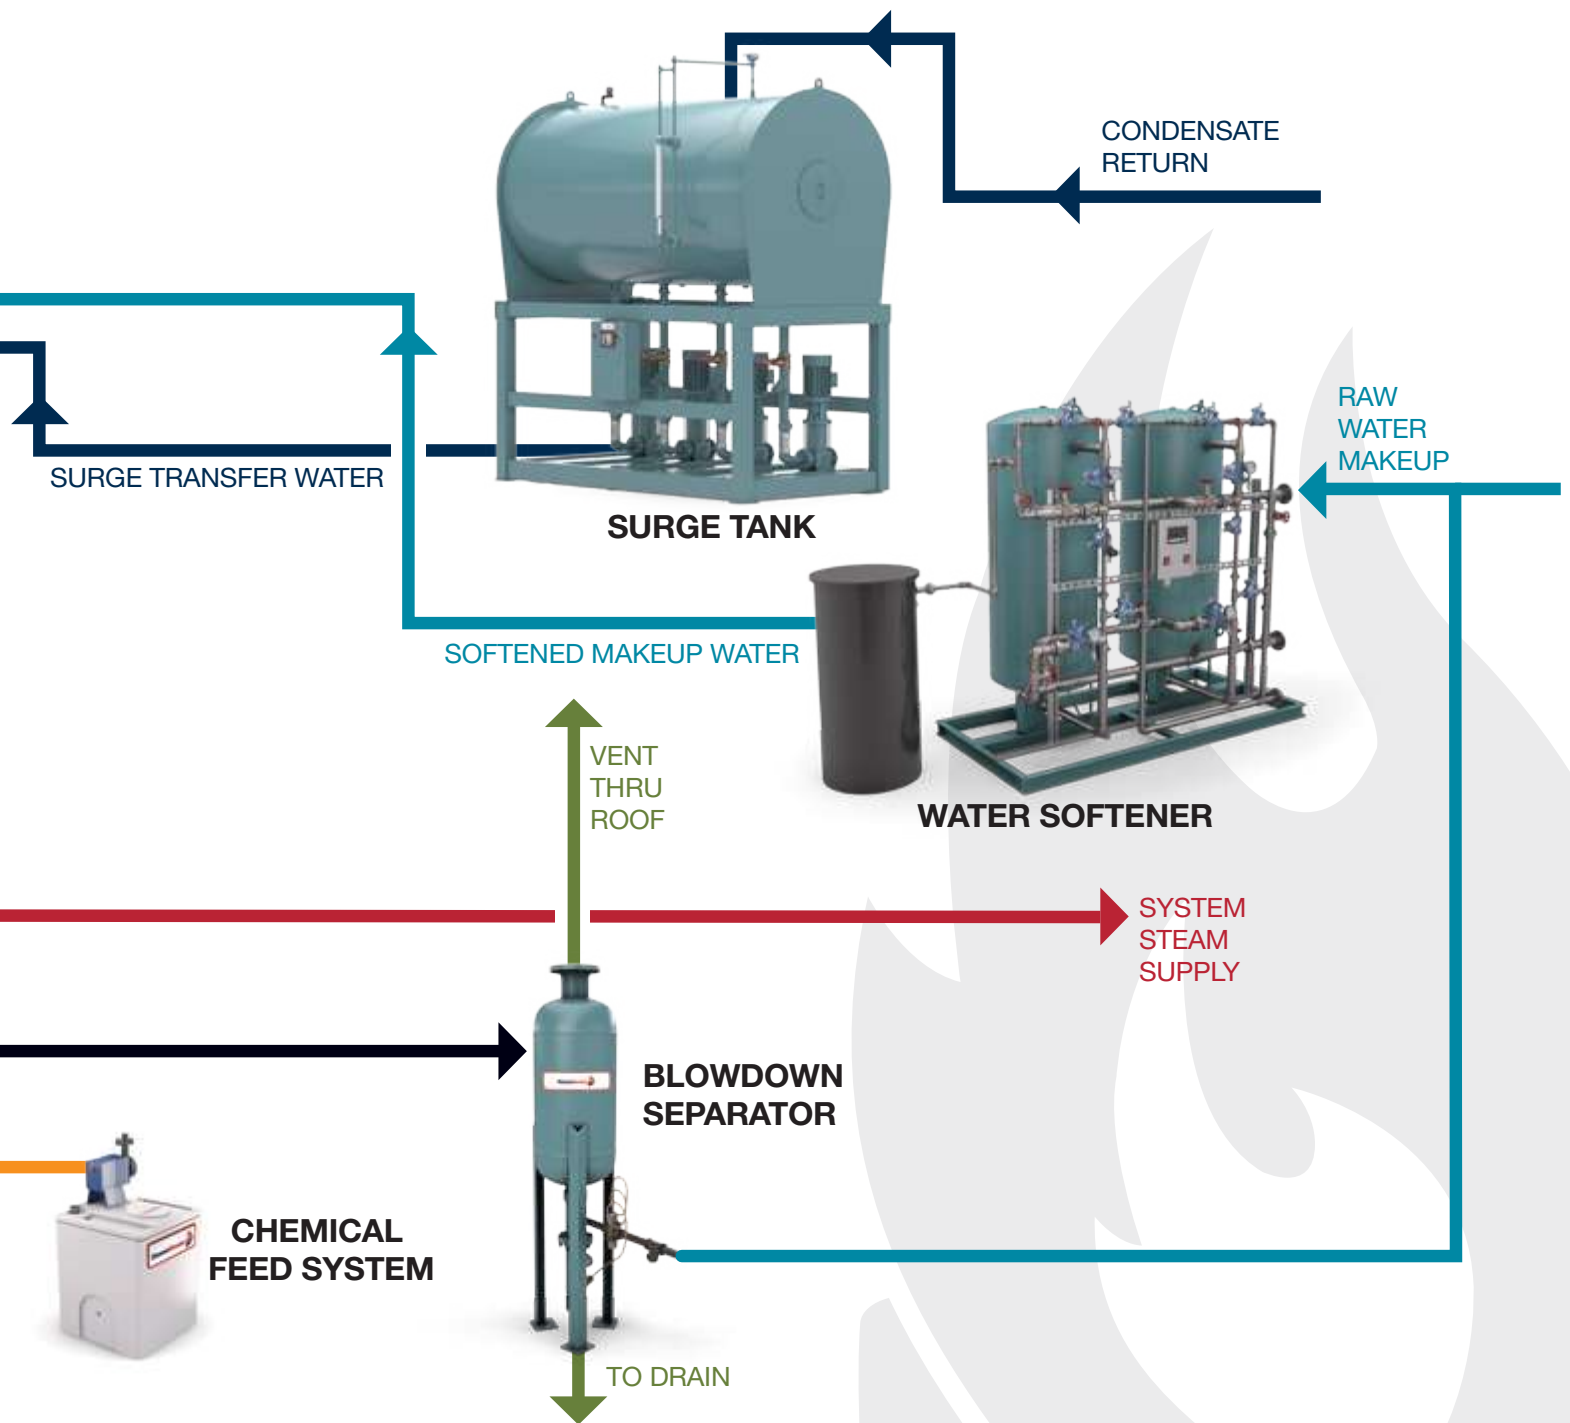 CONDENSATE
RETURN
RAW
WATER
MAKEUP
SURGE TRANSFER WATER
SURGE TANK
SOFTENED MAKEUP WATER
VENT
THRU
ROOF
WATER SOFTENER
SYSTEM
STEAM
SUPPLY
BLOWDOWN
SEPARATOR
CHEMICAL
FEED SYSTEM
TO DRAIN